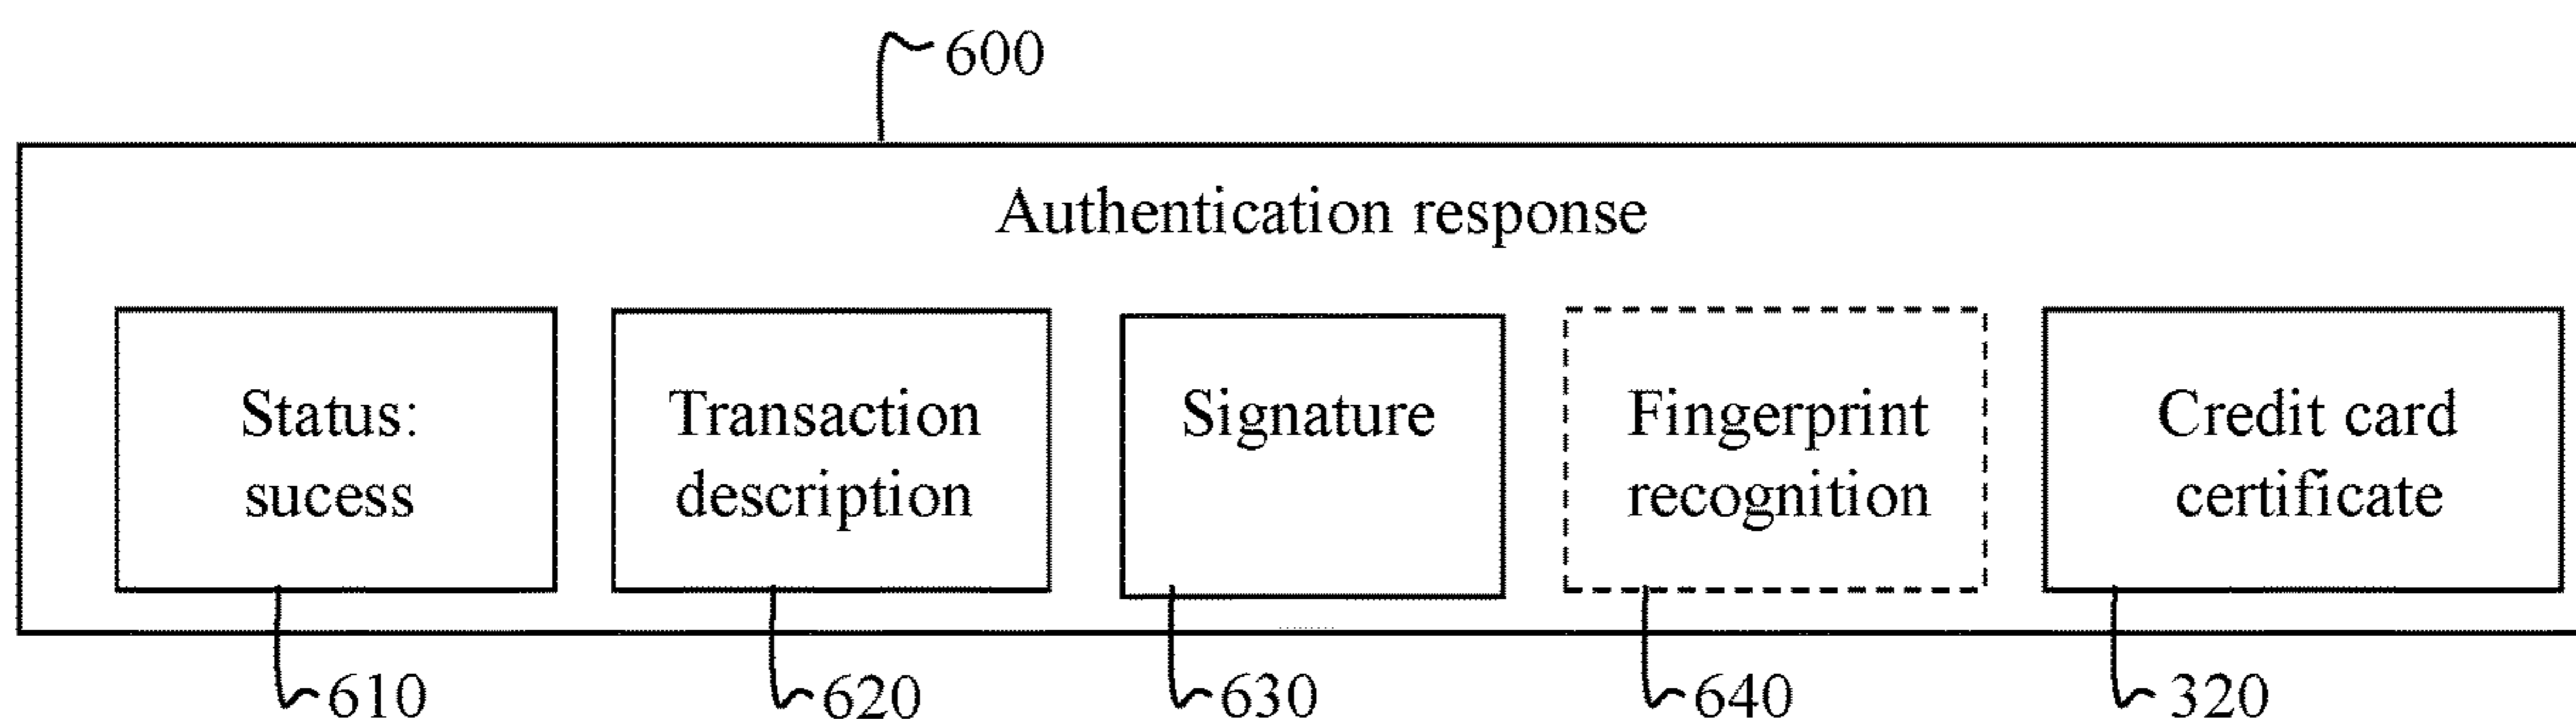 600
Authentication response
Status:
sucess
Transaction
description
Signature
Fingerprint
recognition
Credit card
certificate
610
620
630
640
320